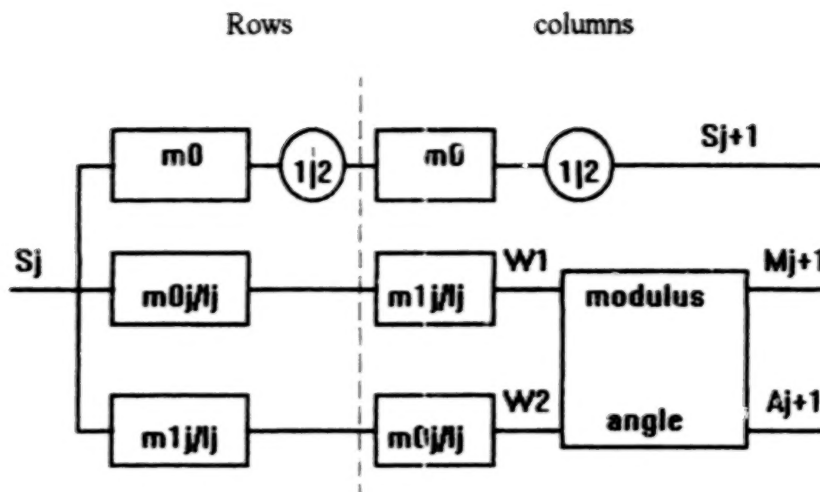 Rows columns
m0 1|2 m0 1|2 Sj+1
Sj m0j/lj m1j/lj W1 modulus Mj+1
m1j/lj m0j/lj W2 angle Aj+1